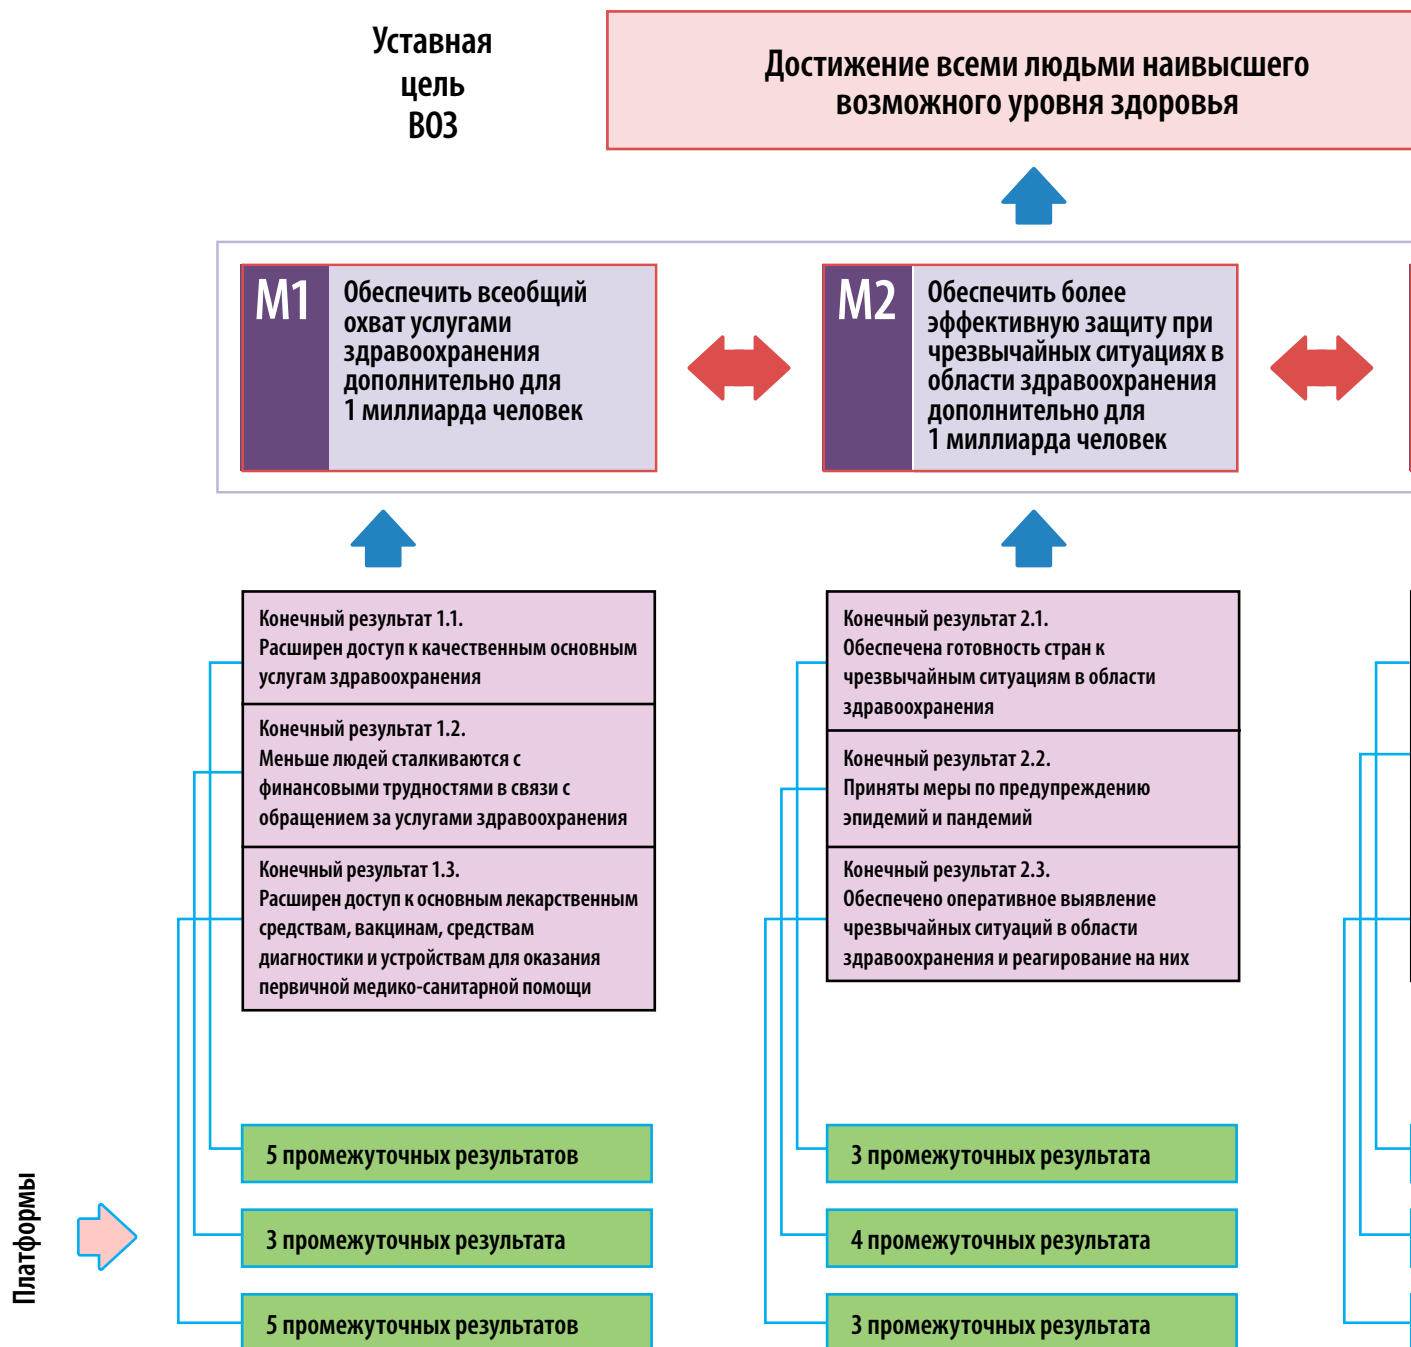 Уставная
цель
ВОЗ
Достижение всеми людьми наивысшего
возможного уровня здоровья
M1
Обеспечить всеобщий
охват услугами
здравоохранения
дополнительно для
1 миллиарда человек
M2
Обеспечить более
эффективную защиту при
чрезвычайных ситуациях в
области здравоохранения
дополнительно для
1 миллиарда человек
Конечный результат 1.1.
Расширен доступ к качественным основным
услугам здравоохранения
Конечный результат 1.2.
Меньше людей сталкиваются с
финансовыми трудностями в связи с
обращением за услугами здравоохранения
Конечный результат 1.3.
Расширен доступ к основным лекарственным
средствам, вакцинам, средствам
диагностики и устройствам для оказания
первичной медико-санитарной помощи
Конечный результат 2.1.
Обеспечена готовность стран к
чрезвычайным ситуациям в области
здравоохранения
Конечный результат 2.2.
Приняты меры по предупреждению
эпидемий и пандемий
Конечный результат 2.3.
Обеспечено оперативное выявление
чрезвычайных ситуаций в области
здравоохранения и реагирование на них
Платформы
5 промежуточных результатов
3 промежуточных результата
5 промежуточных результатов
3 промежуточных результата
4 промежуточных результата
3 промежуточных результата